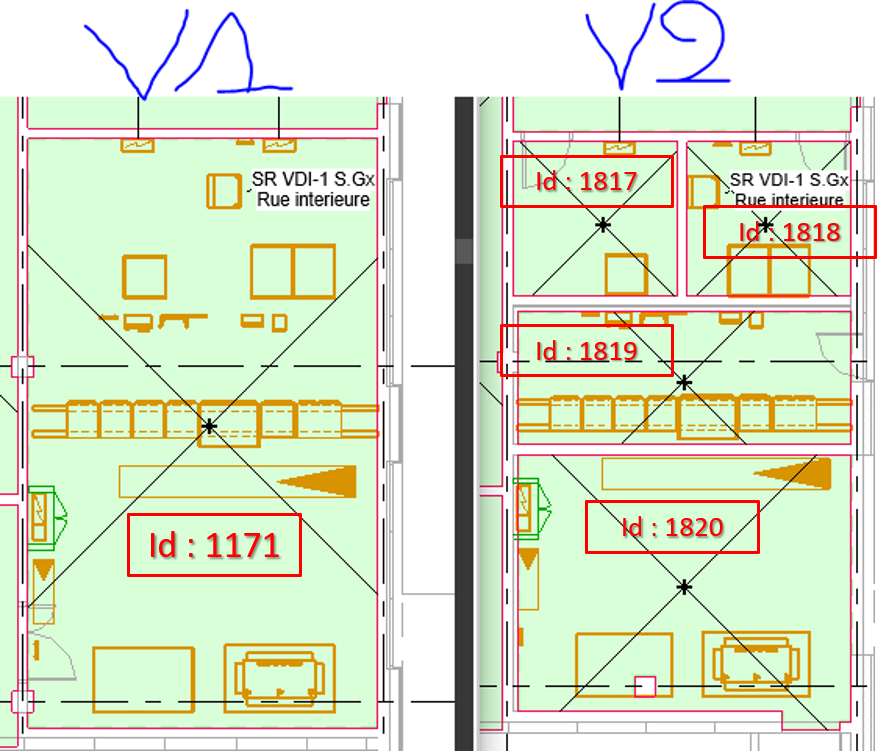 V1
V2
SR VDI-1 S.Gx
Rue interieure
Id : 1171
Id : 1817
SR VDI-1 S.Gx
Rue interieure
Id : 1818
Id : 1819
Id : 1820